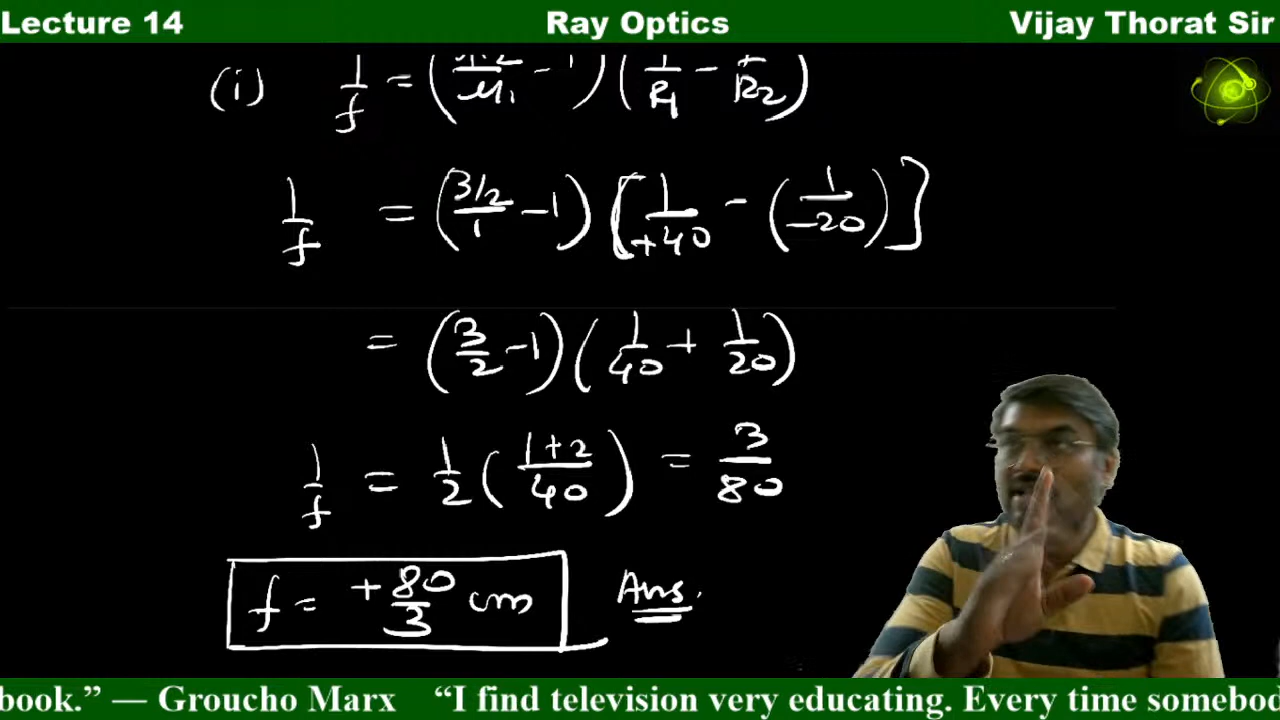 Lecture 14
Ray Optics
Vijay Thorat Sir
(i) 1/f = (μ2/μ1 - 1)(1/R1 - 1/R2)
1/f = ((3/2)/1 - 1)[1/+40 - (1/-20)]
= (3/2 - 1)(1/40 + 1/20)
1/f = 1/2((1+2)/40) = 3/80
f = +80/3 cm Ans.
book.” — Groucho Marx “I find television very educating. Every time somebod